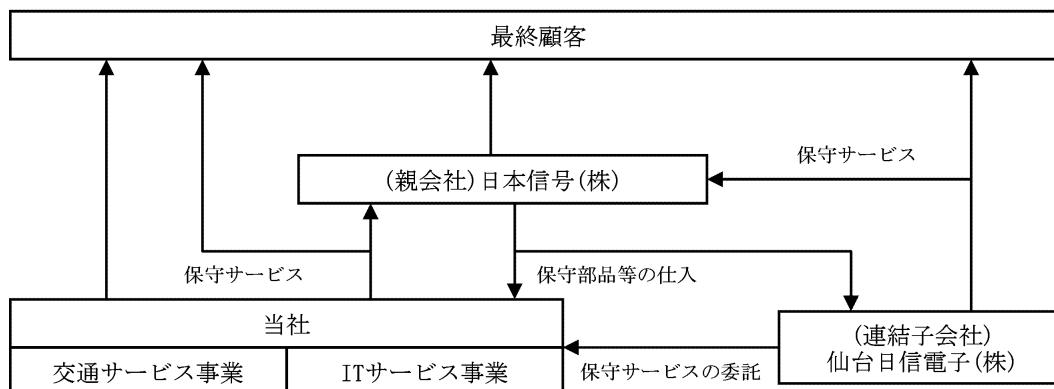 最終顧客
保守サービス
(親会社)日本信号(株)
保守サービス
保守部品等の仕入
当社
(連結子会社)
仙台日信電子(株)
交通サービス事業
ITサービス事業
保守サービスの委託